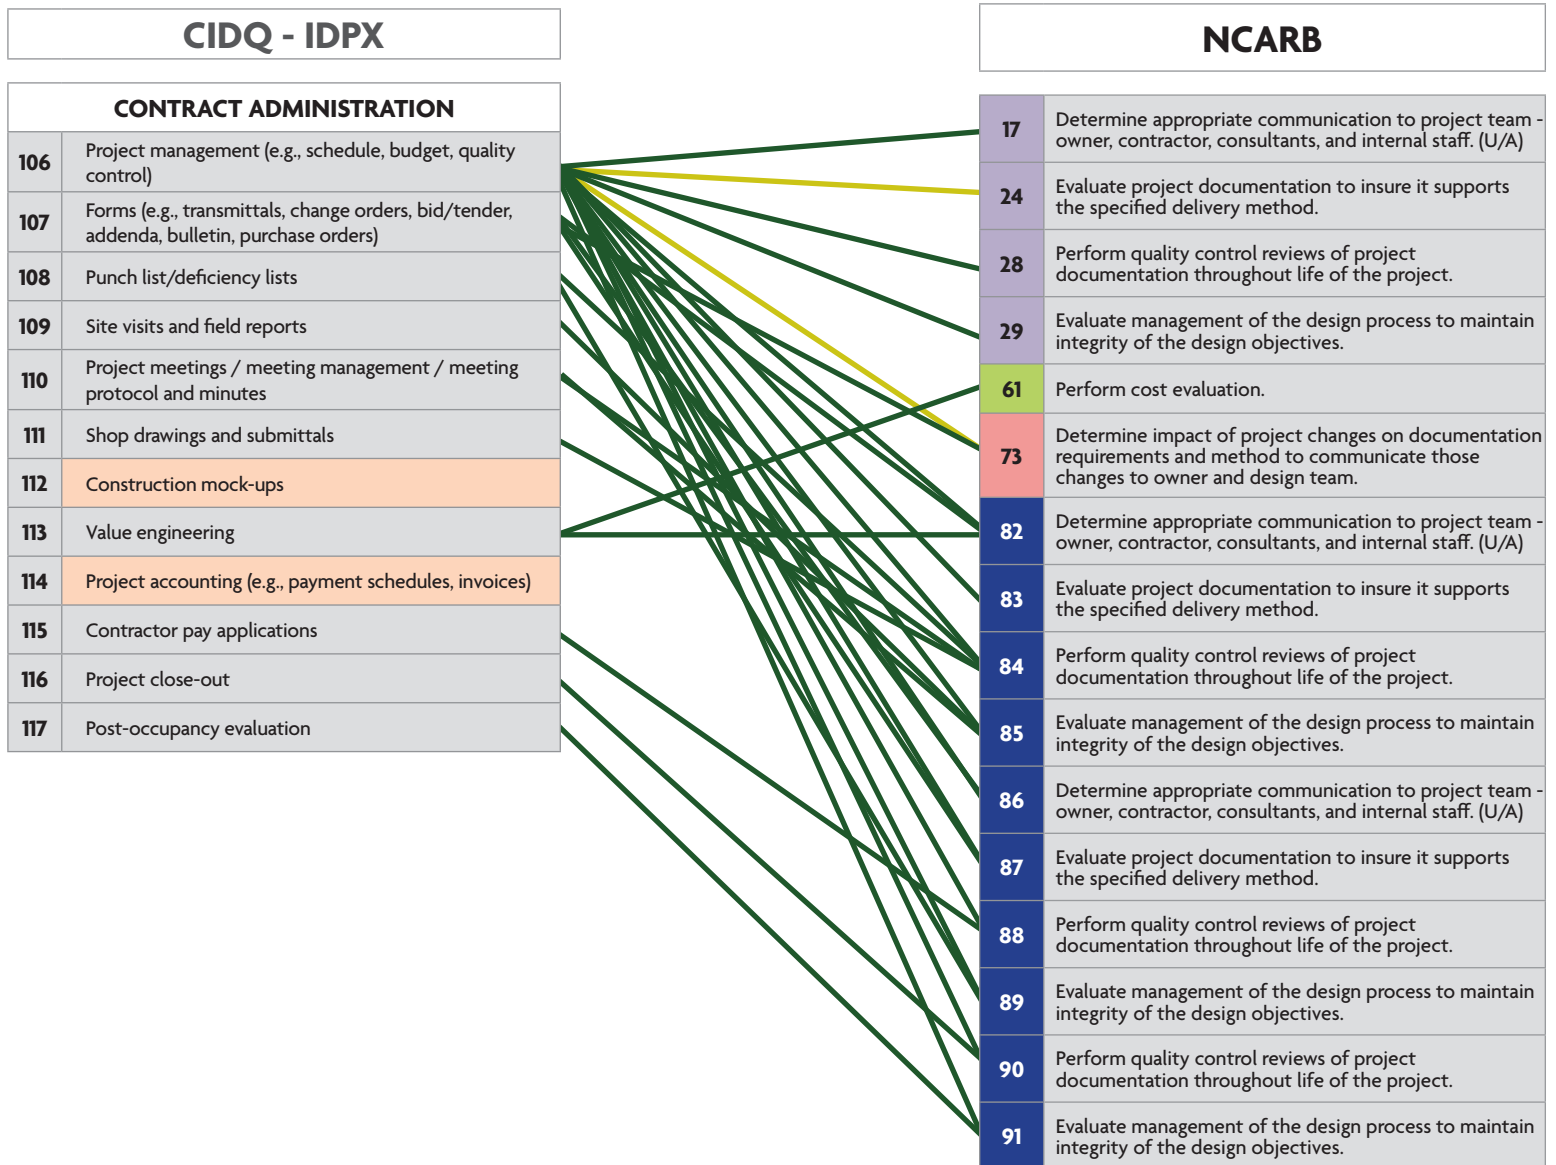 CIDQ - IDPX
CONTRACT ADMINISTRATION
106
Project management (e.g., schedule, budget, quality
control)
107
Forms (e.g., transmittals, change orders, bid/tender,
addenda, bulletin, purchase orders)
108
Punch list/deficiency lists
109
Site visits and field reports
110
Project meetings / meeting management / meeting
protocol and minutes
111
Shop drawings and submittals
112
Construction mock-ups
113
Value engineering
114
Project accounting (e.g., payment schedules, invoices)
115
Contractor pay applications
116
Project close-out
117
Post-occupancy evaluation
NCARB
17
Determine appropriate communication to project team -
owner, contractor, consultants, and internal staff. (U/A)
24
Evaluate project documentation to insure it supports
the specified delivery method.
28
Perform quality control reviews of project
documentation throughout life of the project.
29
Evaluate management of the design process to maintain
integrity of the design objectives.
61
Perform cost evaluation.
73
Determine impact of project changes on documentation
requirements and method to communicate those
changes to owner and design team.
82
Determine appropriate communication to project team -
owner, contractor, consultants, and internal staff. (U/A)
83
Evaluate project documentation to insure it supports
the specified delivery method.
84
Perform quality control reviews of project
documentation throughout life of the project.
85
Evaluate management of the design process to maintain
integrity of the design objectives.
86
Determine appropriate communication to project team -
owner, contractor, consultants, and internal staff. (U/A)
87
Evaluate project documentation to insure it supports
the specified delivery method.
88
Perform quality control reviews of project
documentation throughout life of the project.
89
Evaluate management of the design process to maintain
integrity of the design objectives.
90
Perform quality control reviews of project
documentation throughout life of the project.
91
Evaluate management of the design process to maintain
integrity of the design objectives.